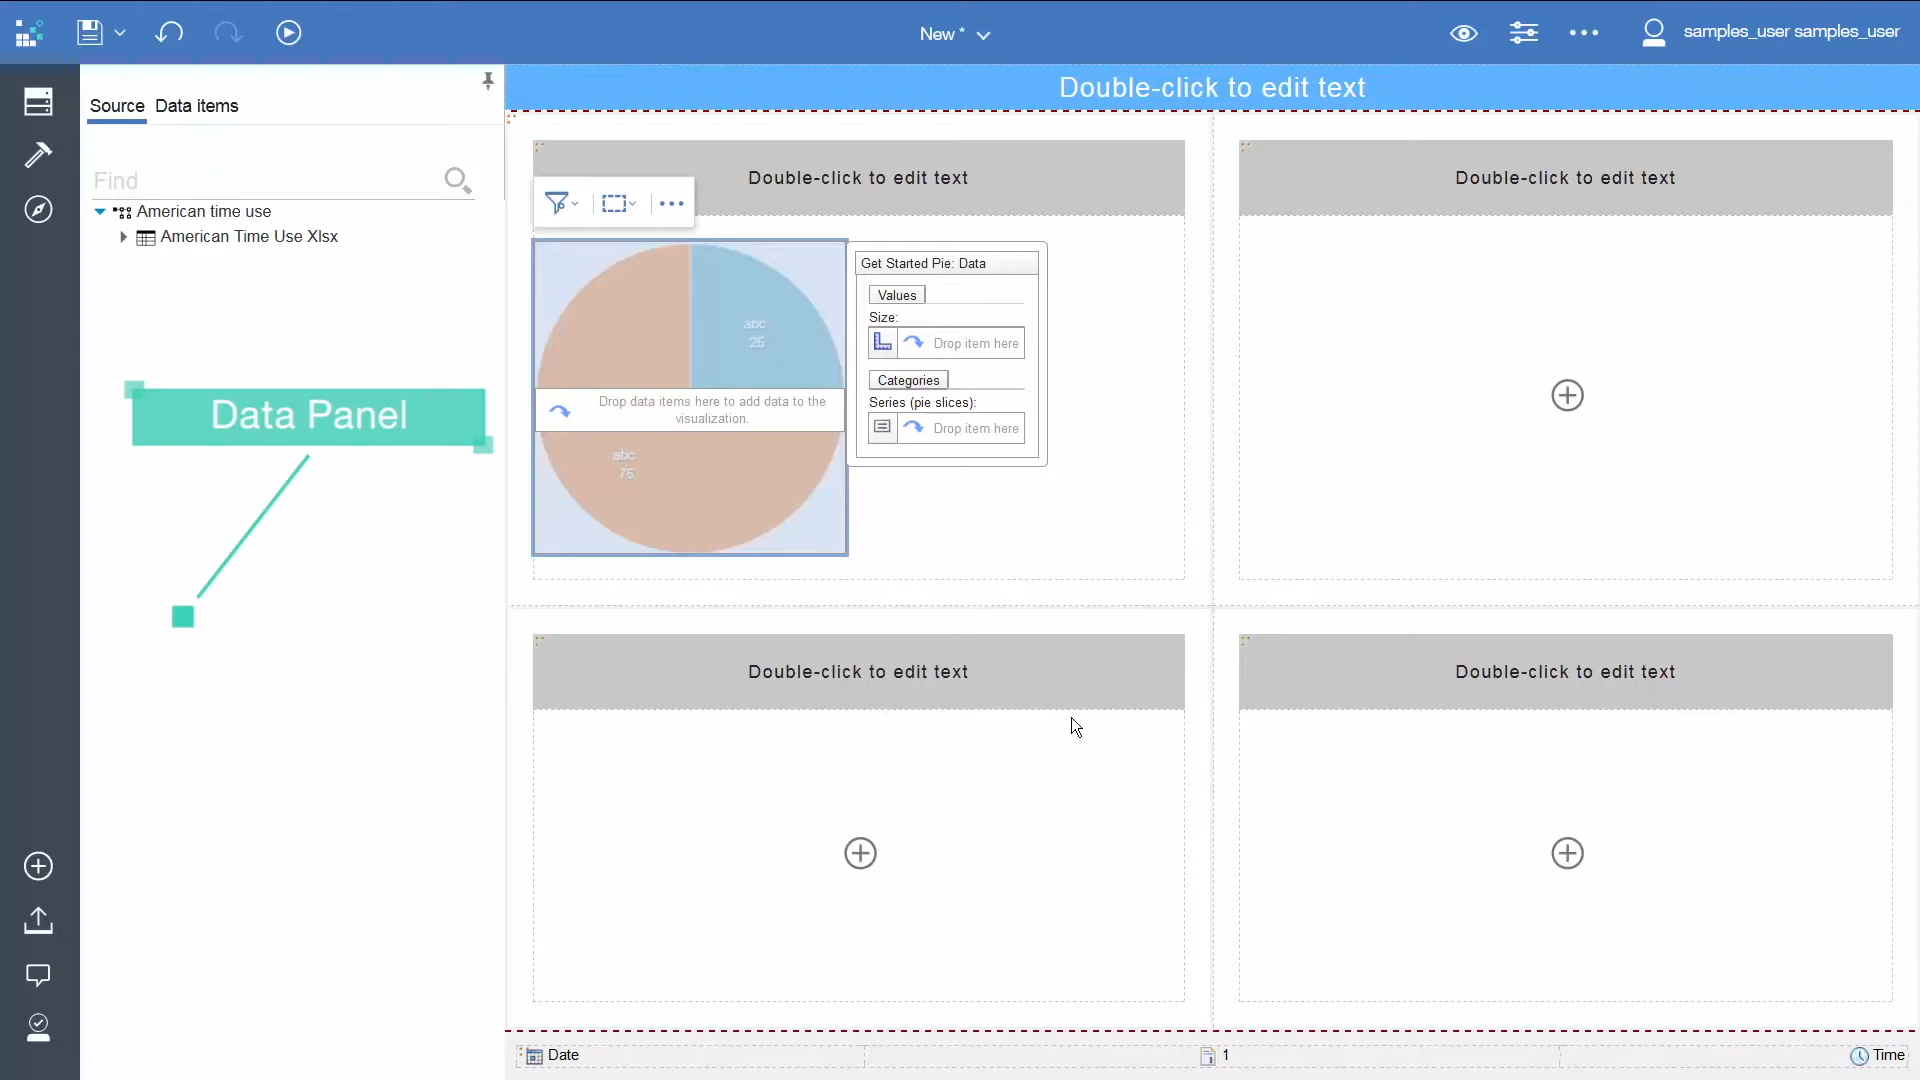 New *
samples_user samples_user
Source Data items
Find
American time use
American Time Use Xlsx
Data Panel
Double-click to edit text
Double-click to edit text
Double-click to edit text
abc
25
Drop data items here to add data to the
visualization.
abc
75
Get Started Pie: Data
Values
Size:
Drop item here
Categories
Series (pie slices):
Drop item here
Double-click to edit text
Double-click to edit text
Date
1
Time